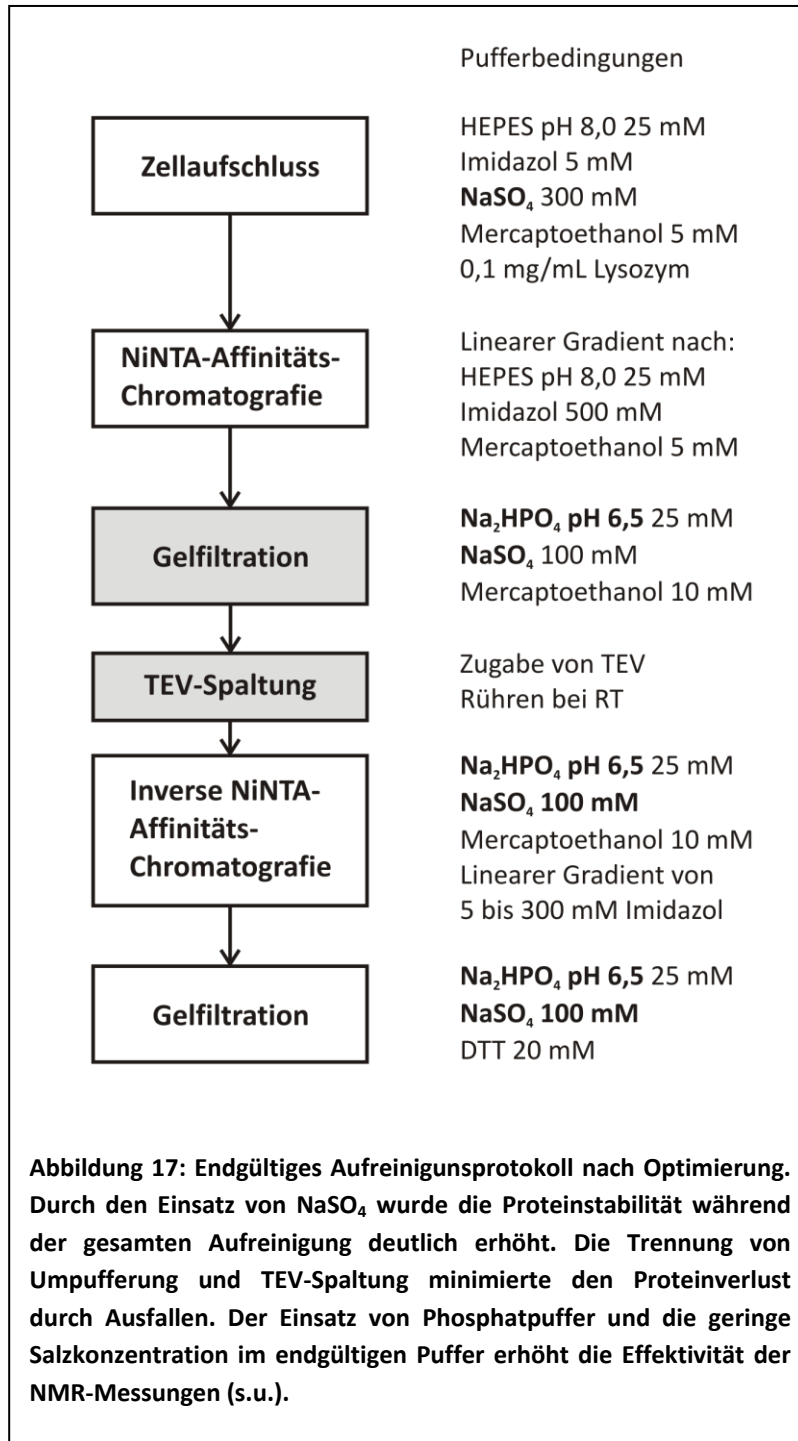 Pufferbedingungen
Zellaufschluss
HEPES pH 8,0 25 mM
Imidazol 5 mM
NaSO₄ 300 mM
Mercaptoethanol 5 mM
0,1 mg/mL Lysozym
NiNTA-Affinitäts-
Chromatografie
Linearer Gradient nach:
HEPES pH 8,0 25 mM
Imidazol 500 mM
Mercaptoethanol 5 mM
Gelfiltration
Na₂HPO₄ pH 6,5 25 mM
NaSO₄ 100 mM
Mercaptoethanol 10 mM
TEV-Spaltung
Zugabe von TEV
Rühren bei RT
Inverse NiNTA-
Affinitäts-
Chromatografie
Na₂HPO₄ pH 6,5 25 mM
NaSO₄ 100 mM
Mercaptoethanol 10 mM
Linearer Gradient von
5 bis 300 mM Imidazol
Gelfiltration
Na₂HPO₄ pH 6,5 25 mM
NaSO₄ 100 mM
DTT 20 mM
Abbildung 17: Endgültiges Aufreinigunsprotokoll nach Optimierung.
Durch den Einsatz von NaSO₄ wurde die Proteinstabilität während
der gesamten Aufreinigung deutlich erhöht. Die Trennung von
Umpufferung und TEV-Spaltung minimierte den Proteinverlust
durch Ausfallen. Der Einsatz von Phosphatpuffer und die geringe
Salzkonzentration im endgültigen Puffer erhöht die Effektivität der
NMR-Messungen (s.u.).